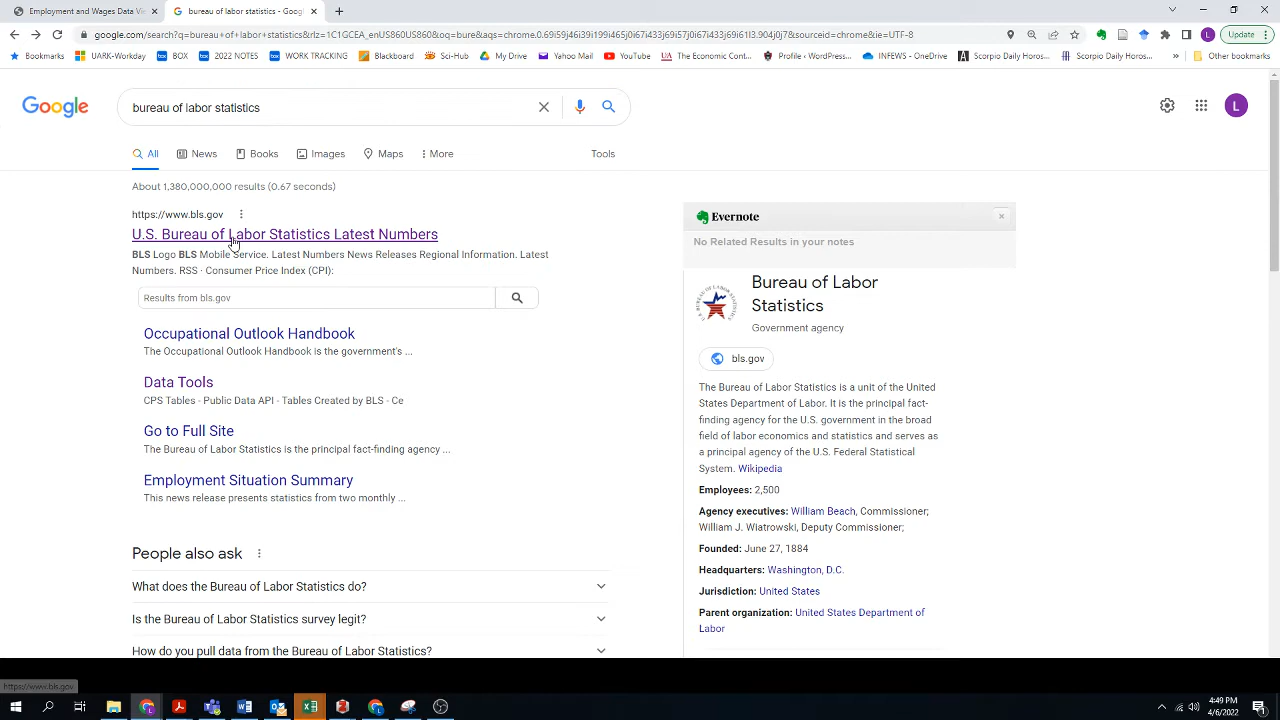 Employment and Wages Data Vie
bureau of labor statistics - Googl
google.com/search?q=bureau+of+labor+statistics&rlz=1C1GCEA_enUS860US860&oq=bure&aqs=chrome.0.69i59j46i39i199i465j0i67i433j69i57j0i67i433j69i61l3.904j0j7&sourceid=chrome&ie=UTF-8
Update
Bookmarks
UARK-Workday
BOX
2022 NOTES
WORK TAKING
Blackboard
Sci-Hub
My Drive
Yahoo Mail
YouTube
The Economic Cont...
Profile • WordPress....
INFEWS - OneDrive
Scorpio Daily Horos...
Scorpio Daily Horos...
»
Other bookmarks
Google
bureau of labor statistics
L
All
News
Books
Images
Maps
More
Tools
About 1,380,000,000 results (0.67 seconds)
https://www.bls.gov
U.S. Bureau of Labor Statistics Latest Numbers
BLS Logo BLS Mobile Service. Latest Numbers News Releases Regional Information. Latest
Numbers. RSS · Consumer Price Index (CPI):
Results from bls.gov
Occupational Outlook Handbook
The Occupational Outlook Handbook is the government's ...
Data Tools
CPS Tables - Public Data API - Tables Created by BLS - Ce
Go to Full Site
The Bureau of Labor Statistics is the principal fact-finding agency ...
Employment Situation Summary
This news release presents statistics from two monthly ...
People also ask
What does the Bureau of Labor Statistics do?
Is the Bureau of Labor Statistics survey legit?
How do you pull data from the Bureau of Labor Statistics?
Evernote
No Related Results in your notes
Bureau of Labor
Statistics
Government agency
bls.gov
The Bureau of Labor Statistics is a unit of the United
States Department of Labor. It is the principal fact-
finding agency for the U.S. government in the broad
field of labor economics and statistics and serves as
a principal agency of the U.S. Federal Statistical
System. Wikipedia
Employees: 2,500
Agency executives: William Beach, Commissioner;
William J. Wiatrowski, Deputy Commissioner;
Founded: June 27, 1884
Headquarters: Washington, D.C.
Jurisdiction: United States
Parent organization: United States Department of
Labor
https://www.bls.gov
4:49 PM
4/6/2022